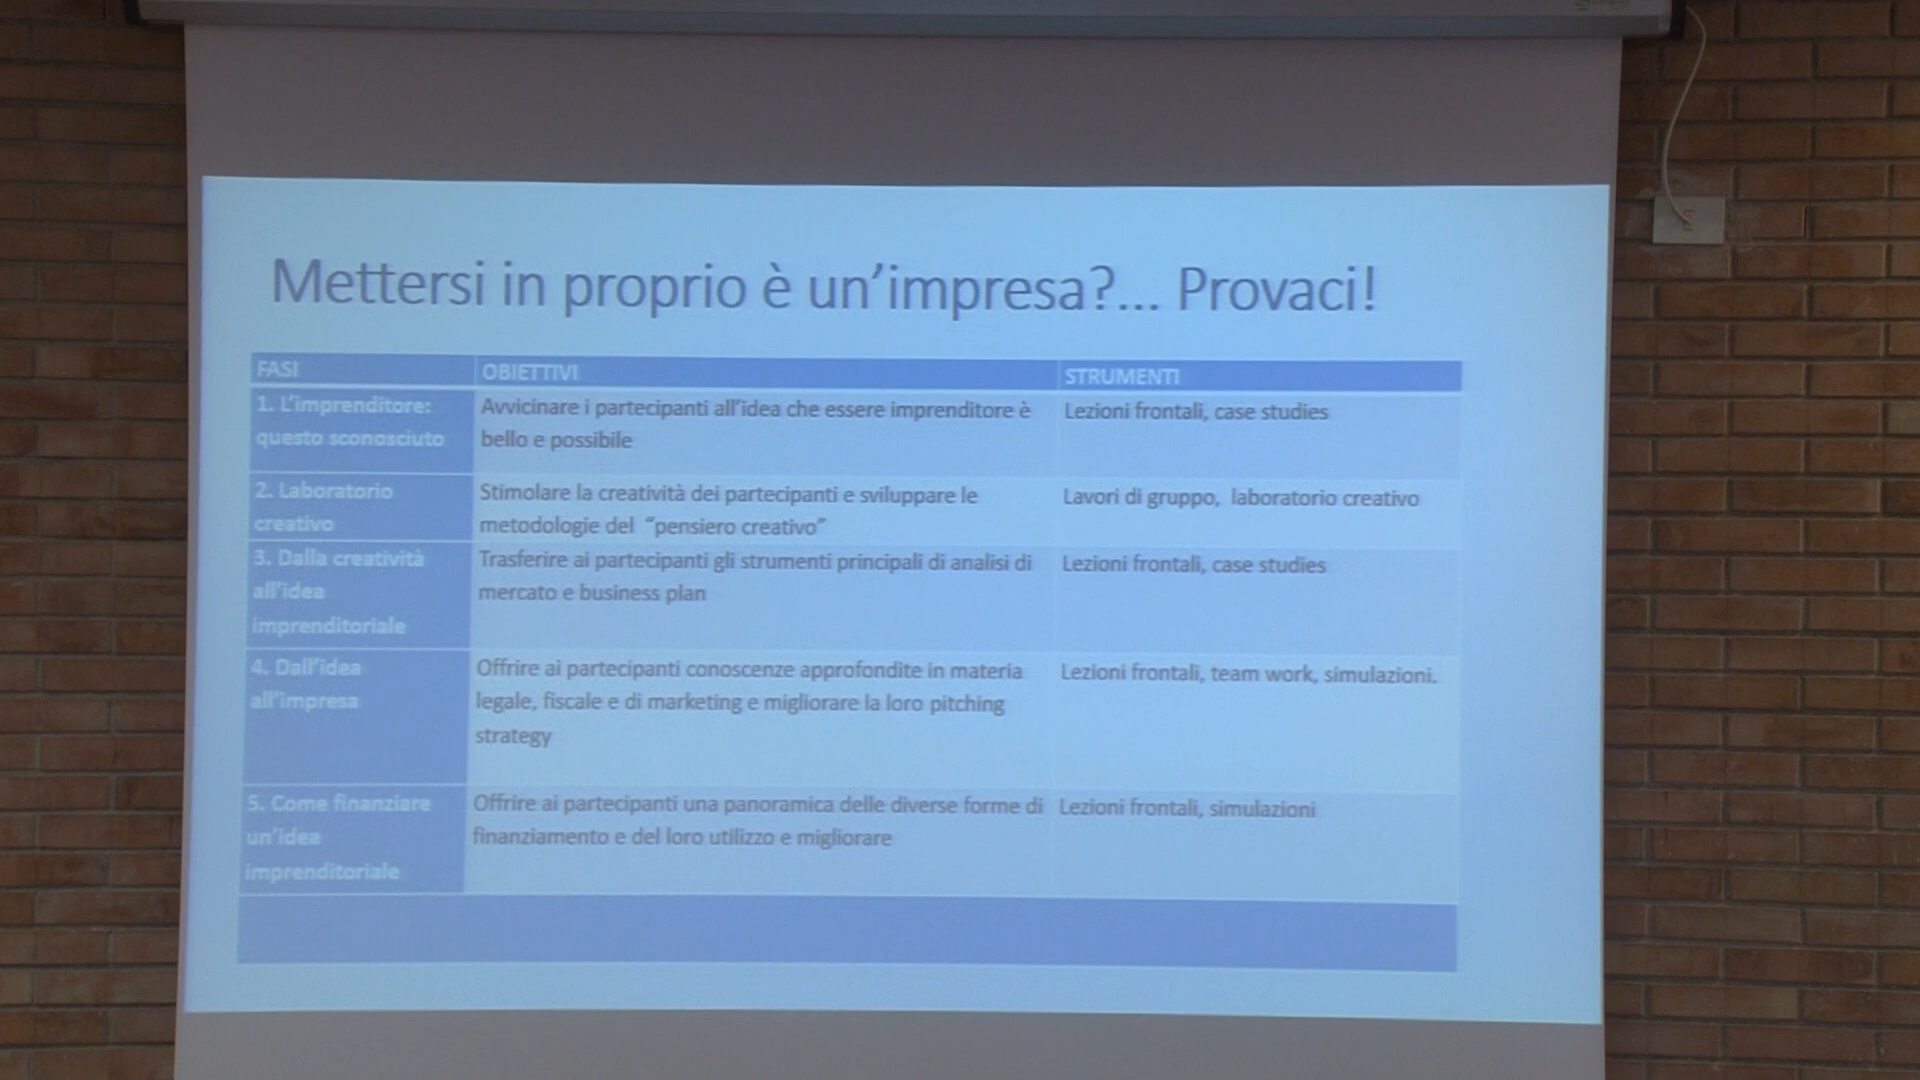 Mettersi in proprio è un'impresa?... Provaci!
FASI
OBIETTIVI
STRUMENTI
1. L'imprenditore:
questo sconosciuto
Avvicinare i partecipanti all'idea che essere imprenditore è
bello e possibile
Lezioni frontali, case studies
2. Laboratorio
creativo
Stimolare la creatività dei partecipanti e sviluppare le
metodologie del "pensiero creativo"
Lavori di gruppo, laboratorio creativo
3. Dalla creatività
all'idea
imprenditoriale
Trasferire ai partecipanti gli strumenti principali di analisi di
mercato e business plan
Lezioni frontali, case studies
4. Dall'idea
all'impresa
Offrire ai partecipanti conoscenze approfondite in materia
legale, fiscale e di marketing e migliorare la loro pitching
strategy
Lezioni frontali, team work, simulazioni.
5. Come finanziare
un'idea
imprenditoriale
Offrire ai partecipanti una panoramica delle diverse forme di
finanziamento e del loro utilizzo e migliorare
Lezioni frontali, simulazioni